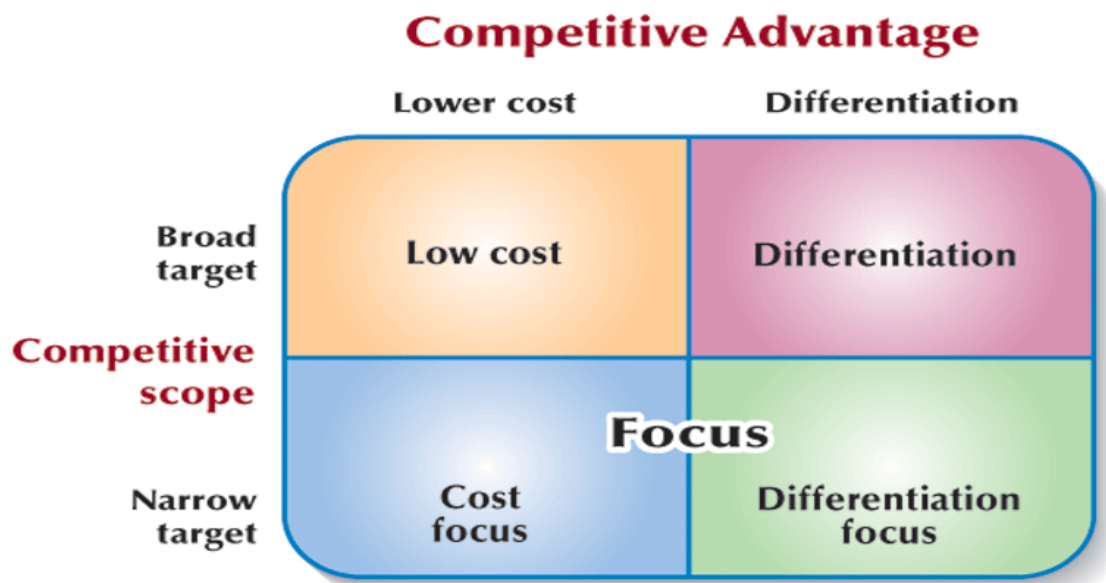 Competitive Advantage
Lower cost
Differentiation
Broad
target
Low cost
Differentiation
Competitive
scope
Focus
Narrow
target
Cost
focus
Differentiation
focus